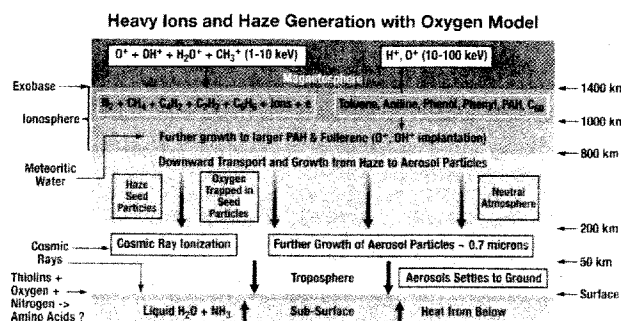 Heavy Ions and Haze Generation with Oxygen Model
O⁺ + OH⁺ + H₂O⁺ + CH₃⁺ (1-10 keV)
H⁺, O⁺ (10-100 keV)
Magnetosphere
Exobase
1400 km
N₂ + CH₄ + C₂H₂ + C₂H₂ + C₆H₆ + Ions + e
Toluene, Aniline, Phenol, Phenyl, PAH, C₆₀
Ionosphere
1000 km
Further growth to larger PAH & Fullerene (O⁺, OH⁺ implantation)
800 km
Meteoritic
Water
Downward Transport and Growth from Haze to Aerosol Particles
Haze
Seed
Particles
Oxygen
Trapped in
Seed
Particles
Neutral
Atmosphere
200 km
Cosmic
Rays
Cosmic Ray Ionization
Further Growth of Aerosol Particles ~ 0.7 microns
50 km
Thiolins +
Oxygen +
Nitrogen ->
Amino Acids ?
Troposphere
Aerosols Settles to Ground
Surface
Liquid H₂O + NH₃
Sub-Surface
Heat from Below